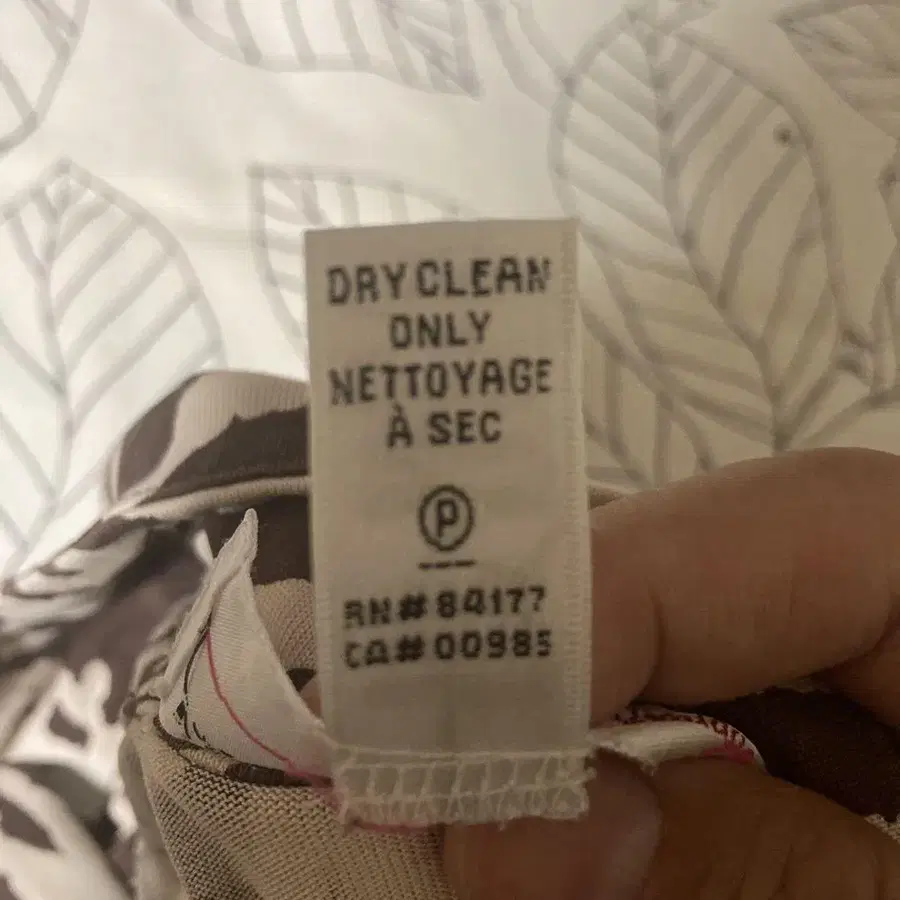 DRY CLEAN
ONLY
NETTOYAGE
À SEC
P
RN# 84177
CA# 00985